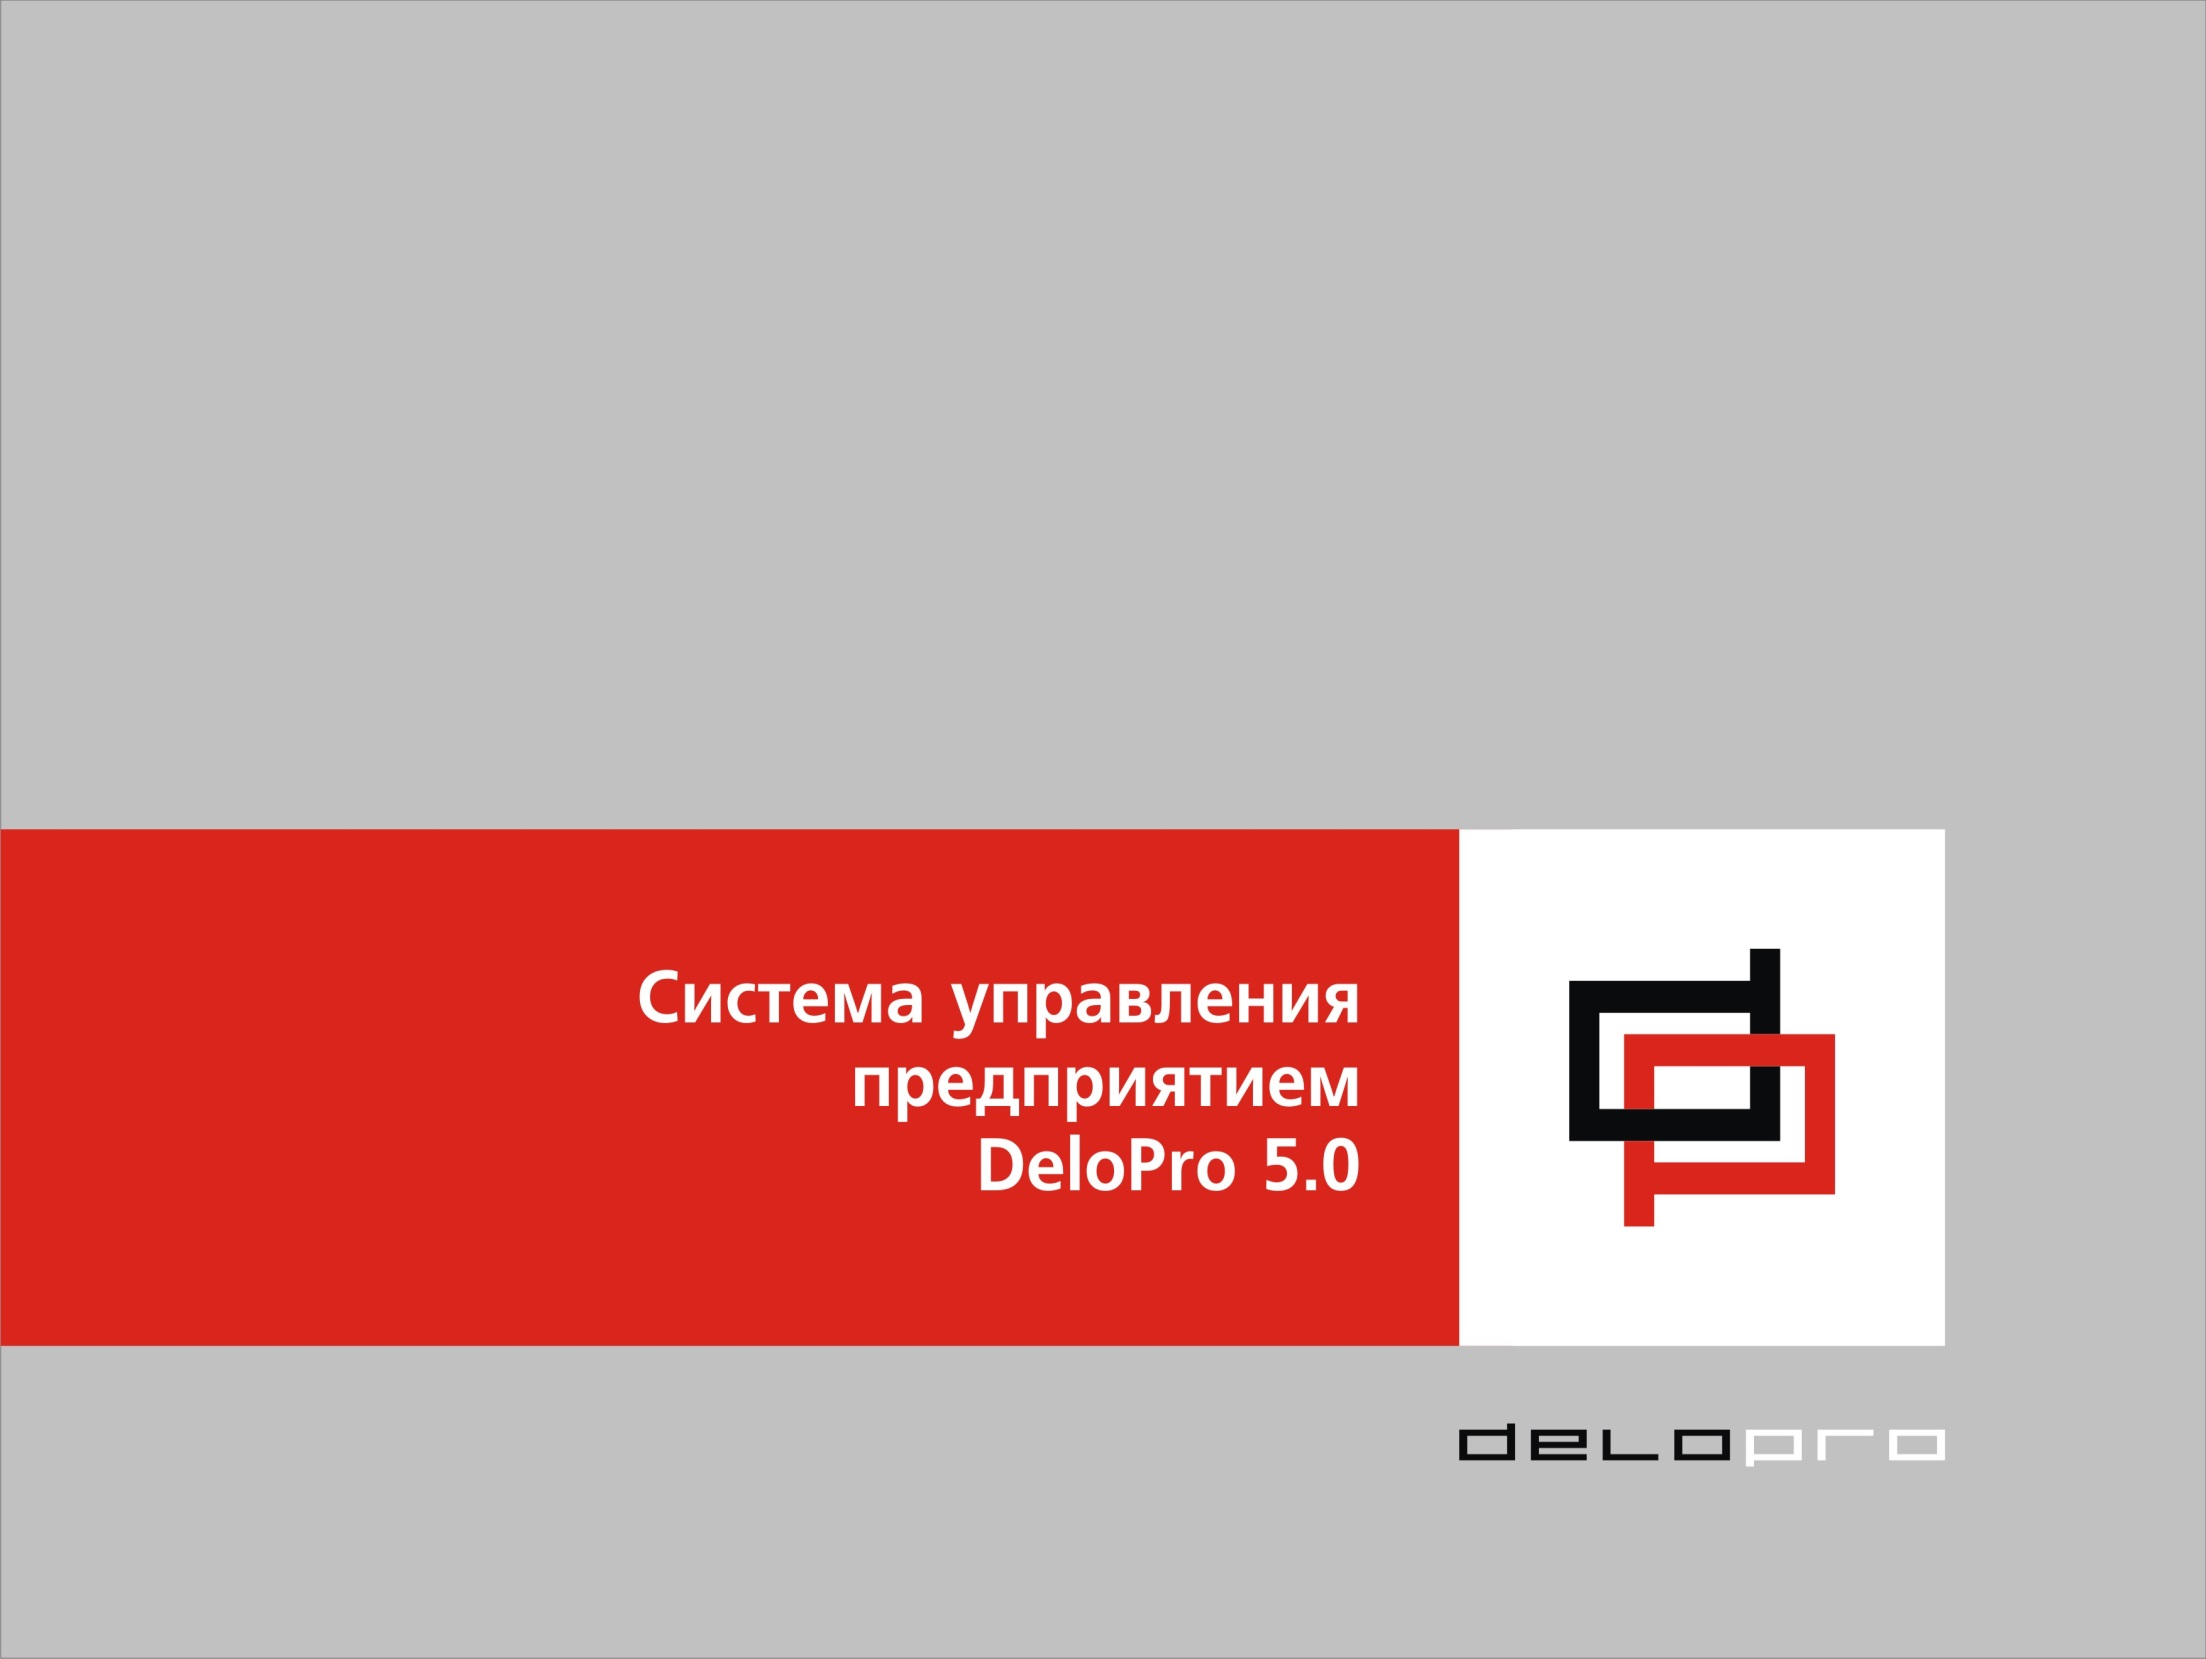 Система управления
предприятием
DeloPro 5.0
delopro